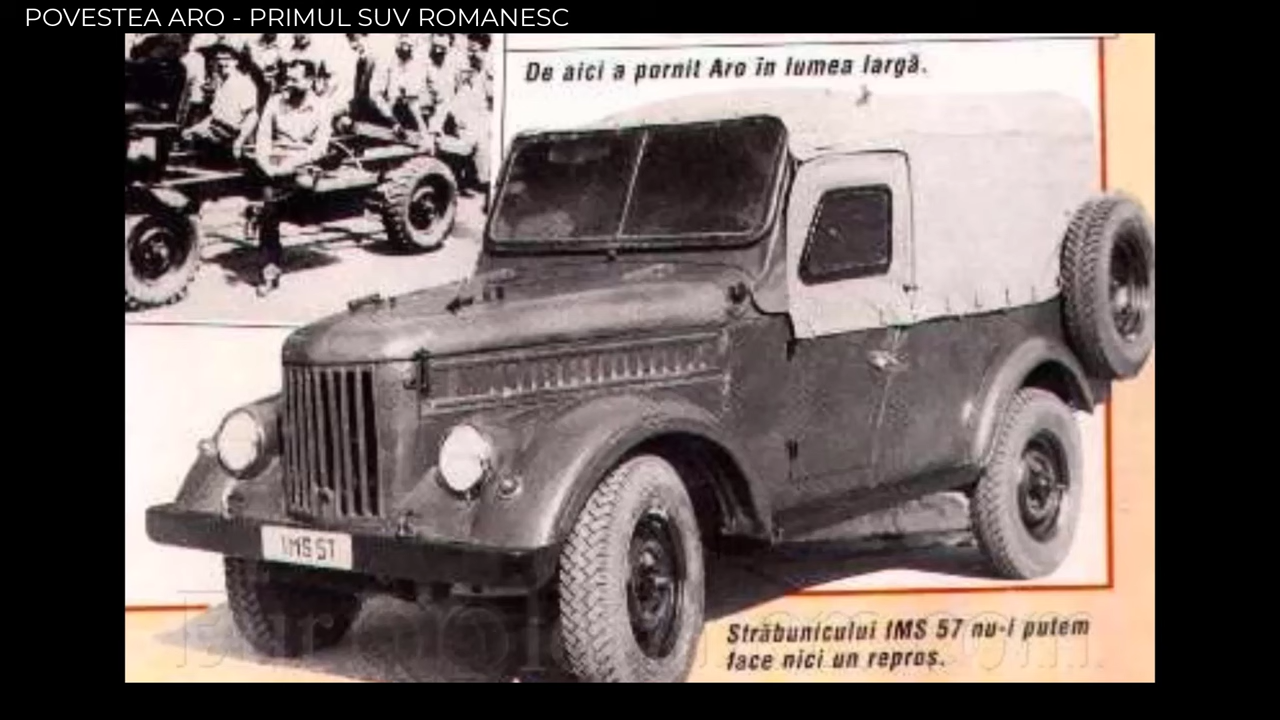 POVESTEA ARO - PRIMUL SUV ROMANESC
De aici a pornit Aro în lumea largă.
IMS 57
Străbunicului IMS 57 nu-i putem
face nici un repros.